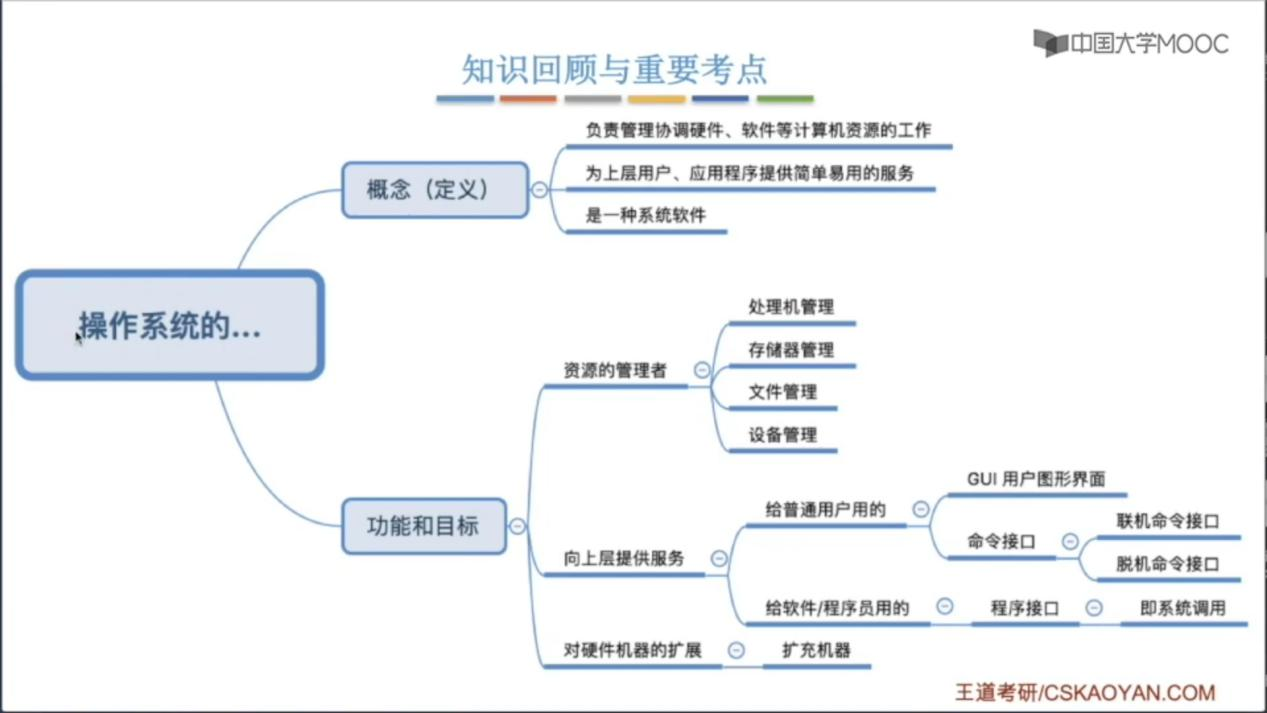 中国大学MOOC
知识回顾与重要考点
操作系统的...
概念（定义）
负责管理协调硬件、软件等计算机资源的工作
为上层用户、应用程序提供简单易用的服务
是一种系统软件
功能和目标
资源的管理者
处理机管理
存储器管理
文件管理
设备管理
向上层提供服务
给普通用户用的
GUI 用户图形界面
命令接口
联机命令接口
脱机命令接口
给软件/程序员用的
程序接口
即系统调用
对硬件机器的扩展
扩充机器
王道考研/CSKAOYAN.COM